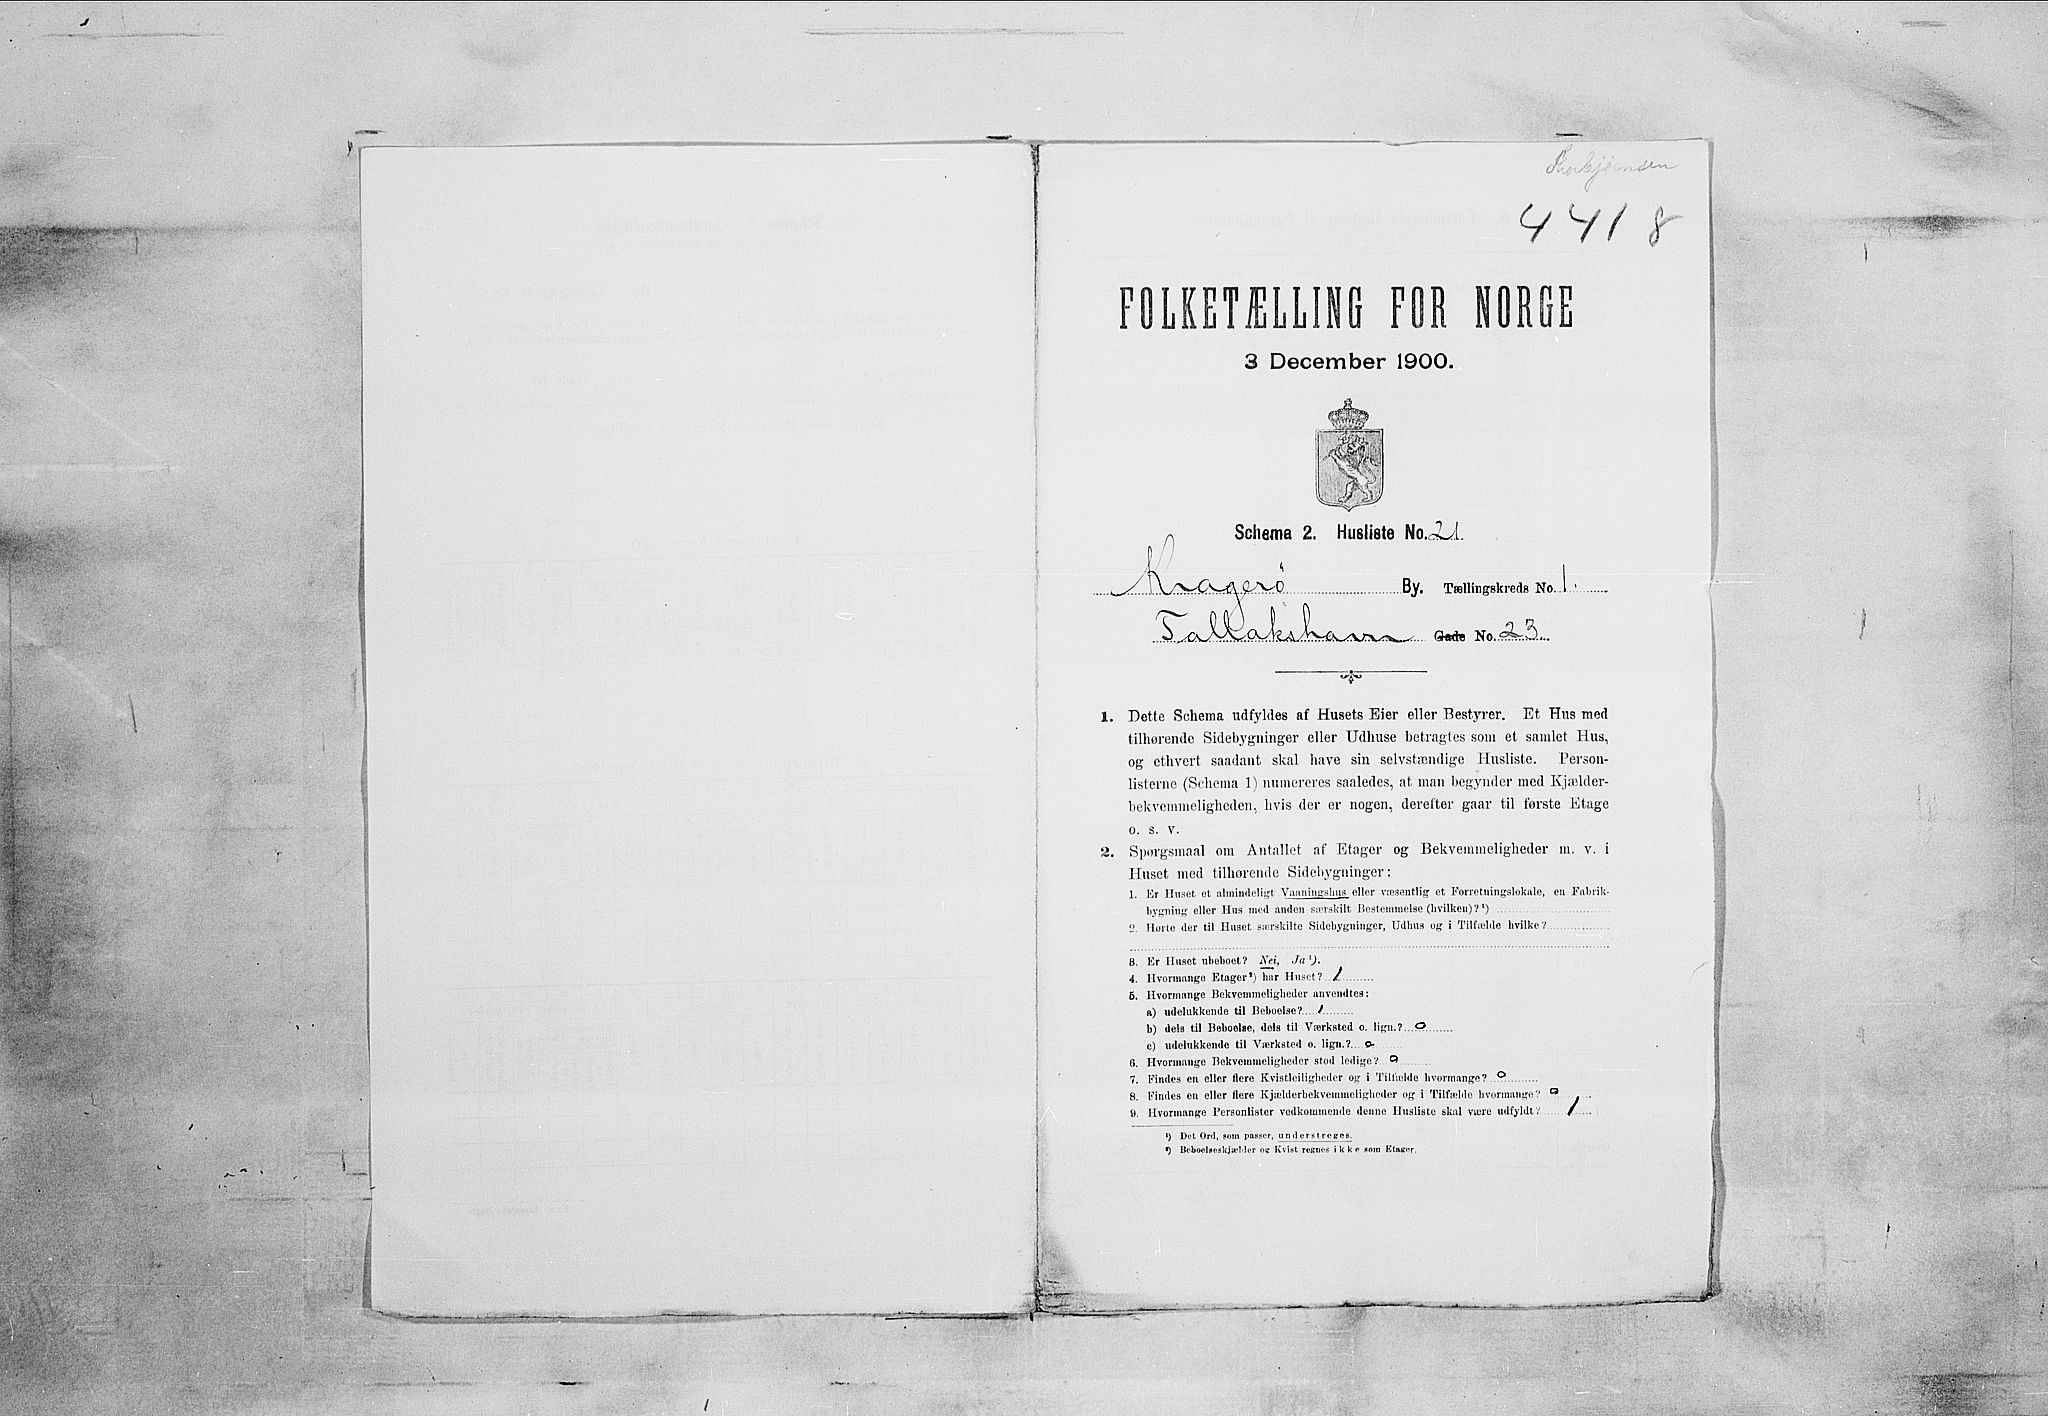 Thorbjörnsen
4418
FOLKETÆLLING FOR NORGE
3 December 1900.
Schema 2. Husliste No. 21.
Kragerö By. Tællingskreds No. 1.
Tallakshavn Gade No. 23.
1. Dette Schema udfyldes af Husets Eier eller Bestyrer. Et Hus med
tilhørende Sidebygninger eller Udhuse betragtes som et samlet Hus,
og ethvert saadant skal have sin selvstændige Husliste. Person-
listerne (Schema 1) numereres saaledes, at man begynder med Kjælder-
bekvemmeligheden, hvis der er nogen, derefter gaar til første Etage
o. s. v.
2. Spørgsmaal om Antallet af Etager og Bekvemmeligheder m. v. i
Huset med tilhørende Sidebygninger:
1. Er Huset et almindeligt Vaaningshus eller væsentlig et Forretningslokale, en Fabrik-
bygning eller Hus med anden særskilt Bestemmelse (hvilken)?¹)
2. Hørte der til Huset særskilte Sidebygninger, Udhus og i Tilfælde hvilke?
3. Er Huset ubeboet? Nei, Ja¹).
4. Hvormange Etager²) har Huset? 1
5. Hvormange Bekvemmeligheder anvendtes:
a) udelukkende til Beboelse? 1
b) dels til Beboelse, dels til Værksted o. lign.? 0
c) udelukkende til Værksted o. lign.? 0
6. Hvormange Bekvemmeligheder stod ledige? 0
7. Findes en eller flere Kvistleiligheder og i Tilfælde hvormange? 0
8. Findes en eller flere Kjælderbekvemmeligheder og i Tilfælde hvormange? 0
9. Hvormange Personlister vedkommende denne Husliste skal være udfyldt? 1
¹) Det Ord, som passer, understreges.
²) Beboelseskjælder og Kvist regnes ikke som Etager.